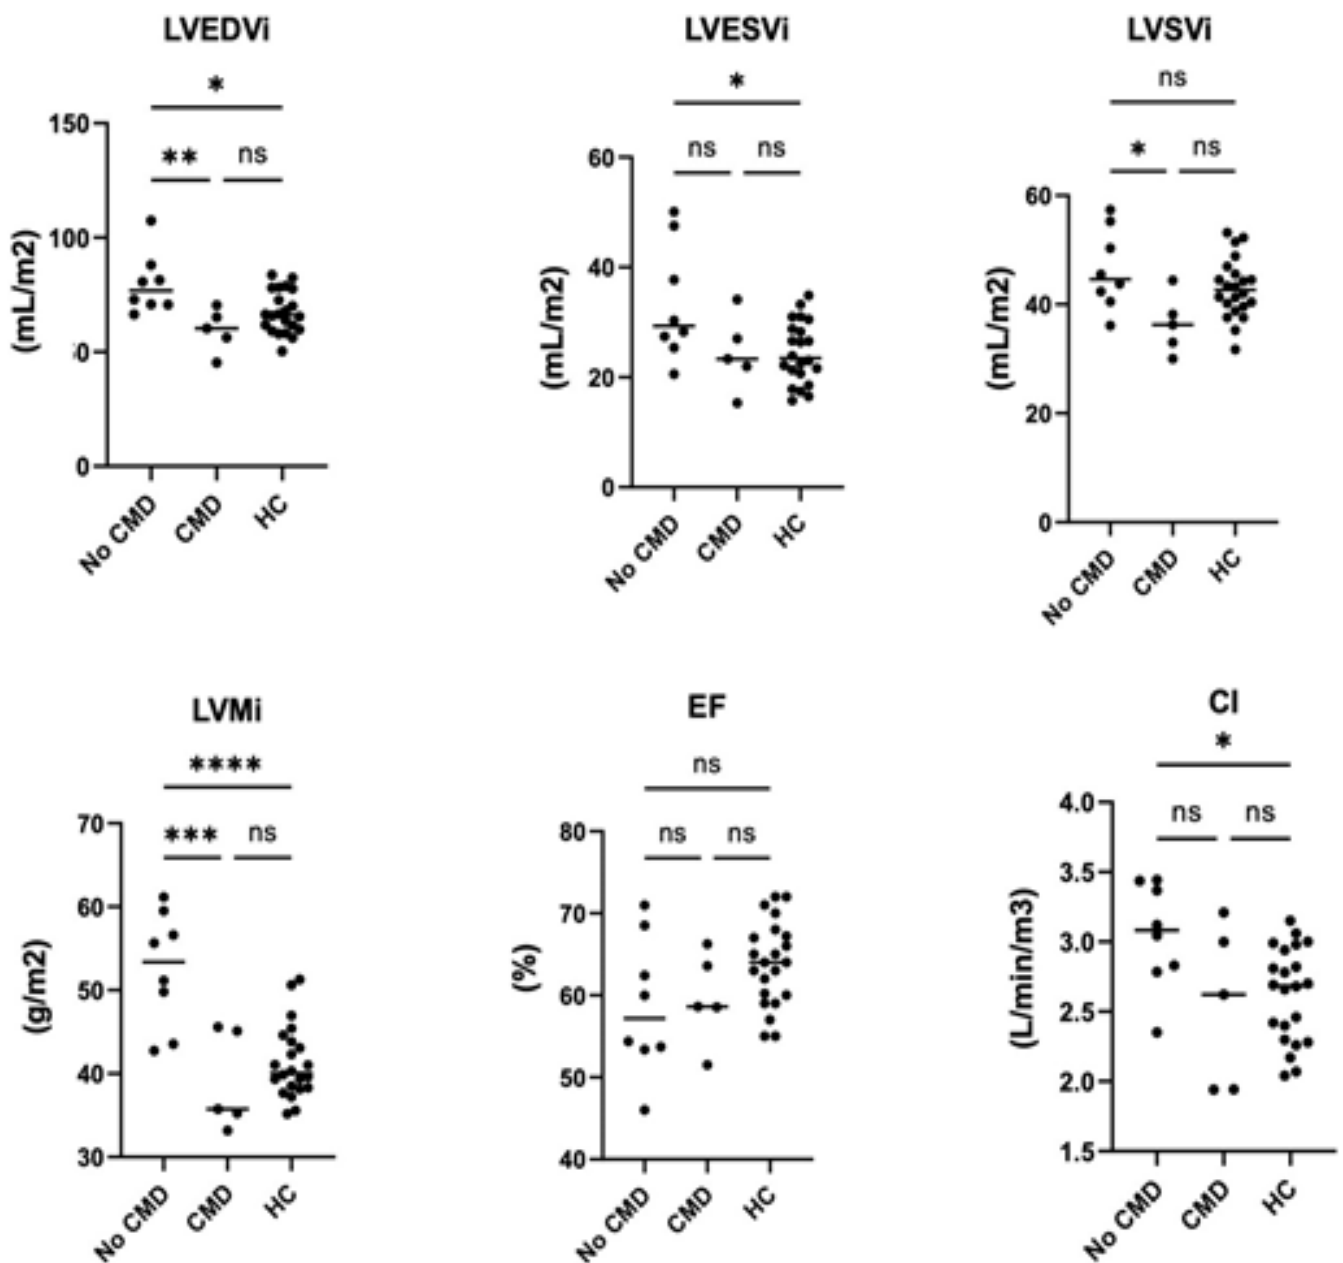 LVEDVi
*
** ns
150
100
50
0
(mL/m2)
No CMD CMD HC
LVESVi
*
ns ns
60
40
20
0
(mL/m2)
No CMD CMD HC
LVSVi
ns
* ns
60
40
20
0
(mL/m2)
No CMD CMD HC
LVMi
****
*** ns
70
60
50
40
30
(g/m2)
No CMD CMD HC
EF
ns
ns ns
80
70
60
50
40
(%)
No CMD CMD HC
CI
*
ns ns
4.0
3.5
3.0
2.5
2.0
1.5
(L/min/m3)
No CMD CMD HC